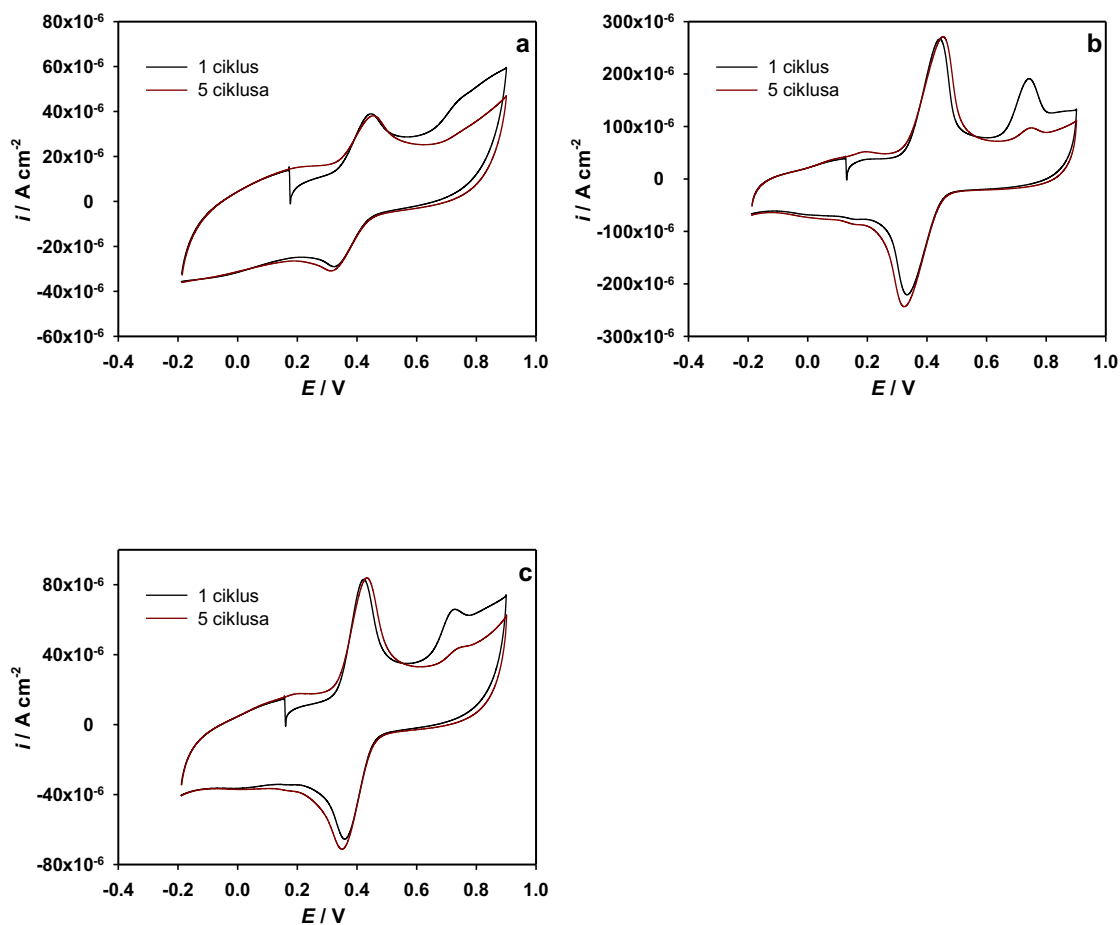 80x10-6
60x10-6
40x10-6
20x10-6
0
-20x10-6
-40x10-6
-60x10-6
-0.4 -0.2 0.0 0.2 0.4 0.6 0.8 1.0
E / V
i / A cm-2
1 ciklus
5 ciklusa
a
300x10-6
200x10-6
100x10-6
0
-100x10-6
-200x10-6
-300x10-6
-0.4 -0.2 0.0 0.2 0.4 0.6 0.8 1.0
E / V
i / A cm-2
1 ciklus
5 ciklusa
b
80x10-6
40x10-6
0
-40x10-6
-80x10-6
-0.4 -0.2 0.0 0.2 0.4 0.6 0.8 1.0
E / V
i / A cm-2
1 ciklus
5 ciklusa
c